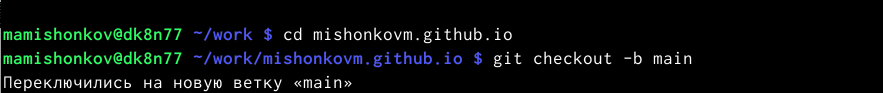 mamishonkov@dk8n77 ~/work $ cd mishonkovm.github.io
mamishonkov@dk8n77 ~/work/mishonkovm.github.io $ git checkout -b main
Переключились на новую ветку «main»